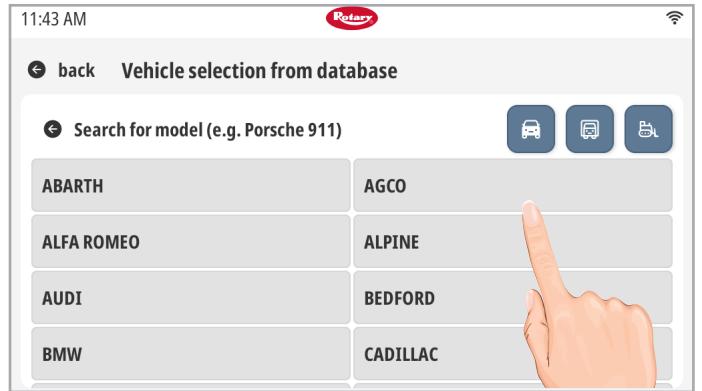 11:43 AM
Rotary
back Vehicle selection from database
Search for model (e.g. Porsche 911)
ABARTH AGCO
ALFA ROMEO ALPINE
AUDI BEDFORD
BMW CADILLAC